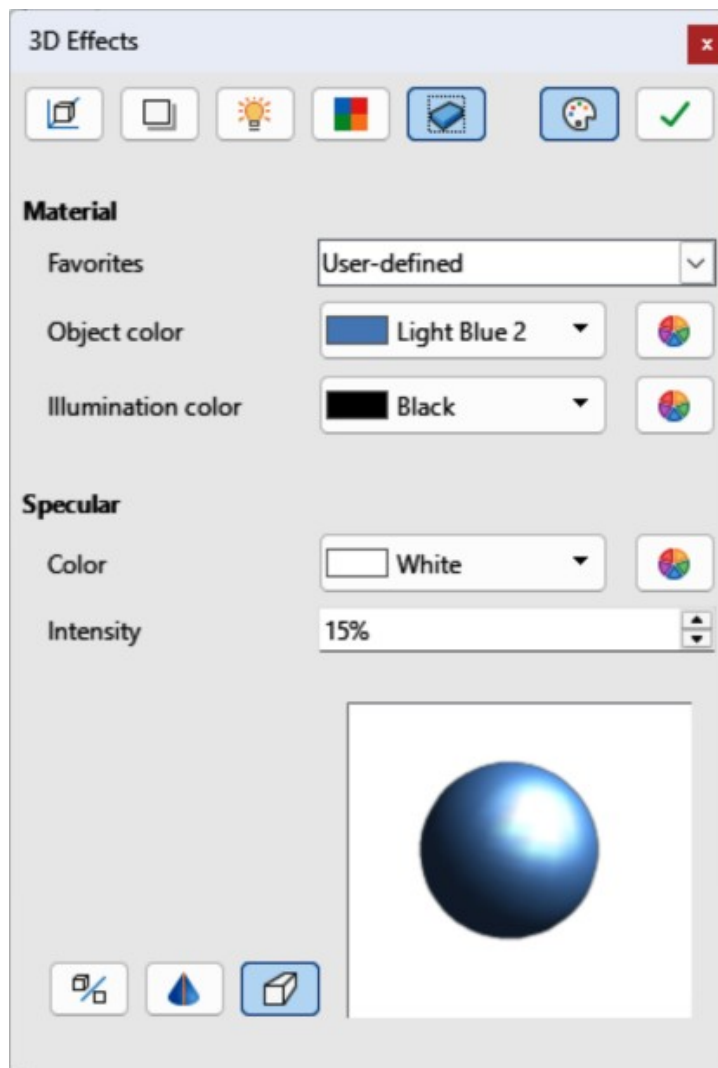 3D Effects
x
Material
Favorites User-defined
Object color Light Blue 2
Illumination color Black
Specular
Color White
Intensity 15%